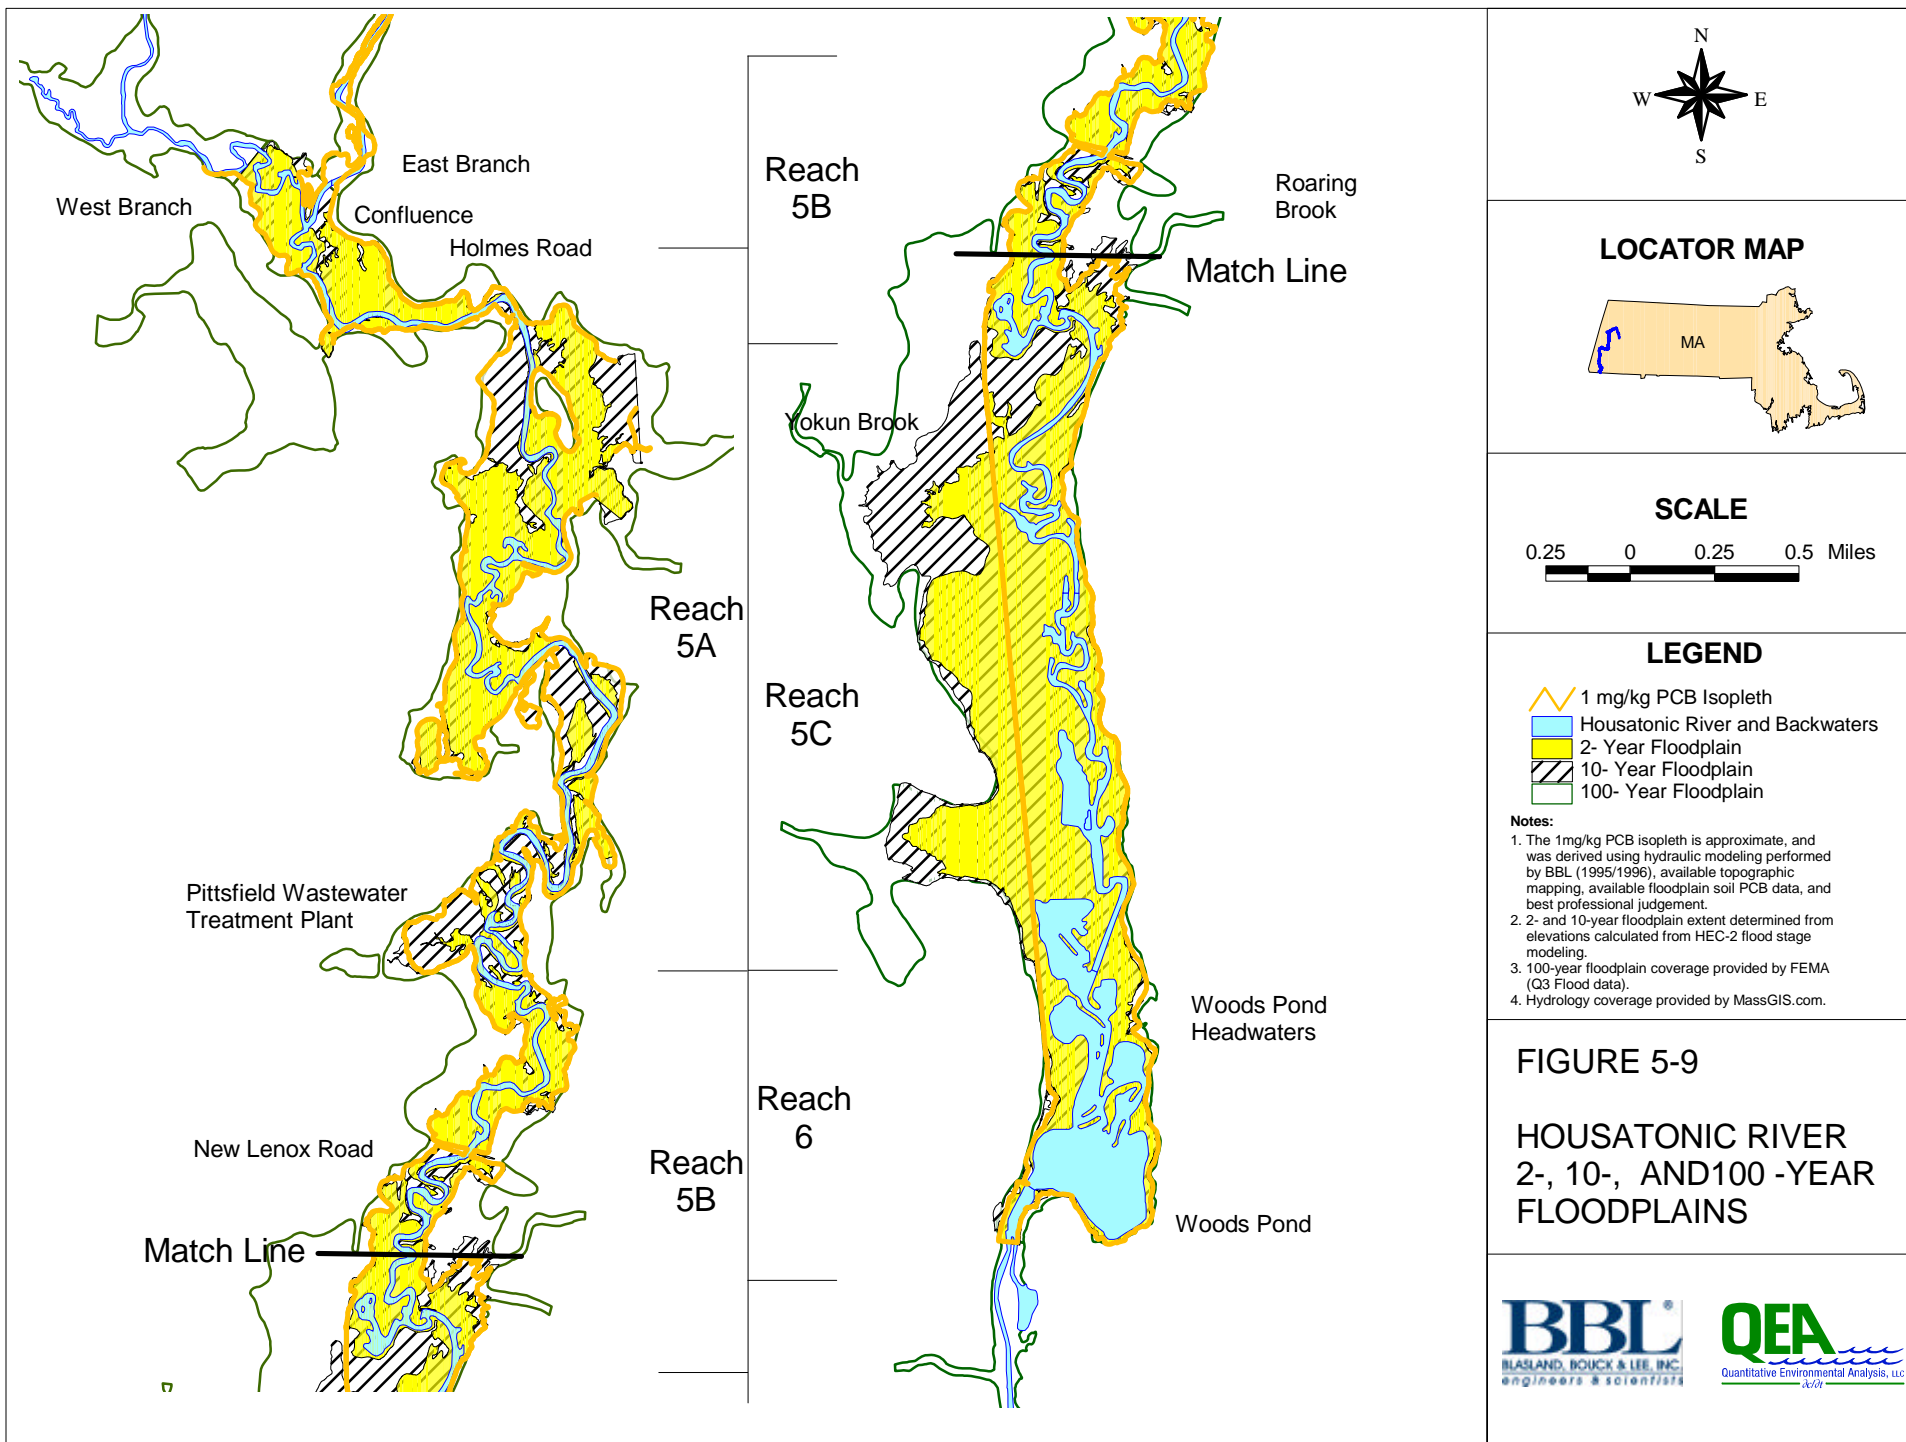 West Branch
East Branch
Confluence
Holmes Road
Reach
5A
Pittsfield Wastewater
Treatment Plant
New Lenox Road
Reach
5B
Match Line
Reach
5B
Roaring
Brook
Match Line
Yokun Brook
Reach
5C
Woods Pond
Headwaters
Reach
6
Woods Pond
N
W
E
S
LOCATOR MAP
MA
SCALE
0.25 0 0.25 0.5 Miles
LEGEND
1 mg/kg PCB Isopleth
Housatonic River and Backwaters
2- Year Floodplain
10- Year Floodplain
100- Year Floodplain
Notes:
1. The 1mg/kg PCB isopleth is approximate, and
was derived using hydraulic modeling performed
by BBL (1995/1996), available topographic
mapping, available floodplain soil PCB data, and
best professional judgement.
2. 2- and 10-year floodplain extent determined from
elevations calculated from HEC-2 flood stage
modeling.
3. 100-year floodplain coverage provided by FEMA
(Q3 Flood data).
4. Hydrology coverage provided by MassGIS.com.
FIGURE 5-9
HOUSATONIC RIVER
2-, 10-, AND100 -YEAR
FLOODPLAINS
BBL®
BLASLAND, BOUCK & LEE, INC.
engineers & scientists
QEA
Quantitative Environmental Analysis, LLC
∂c/∂t